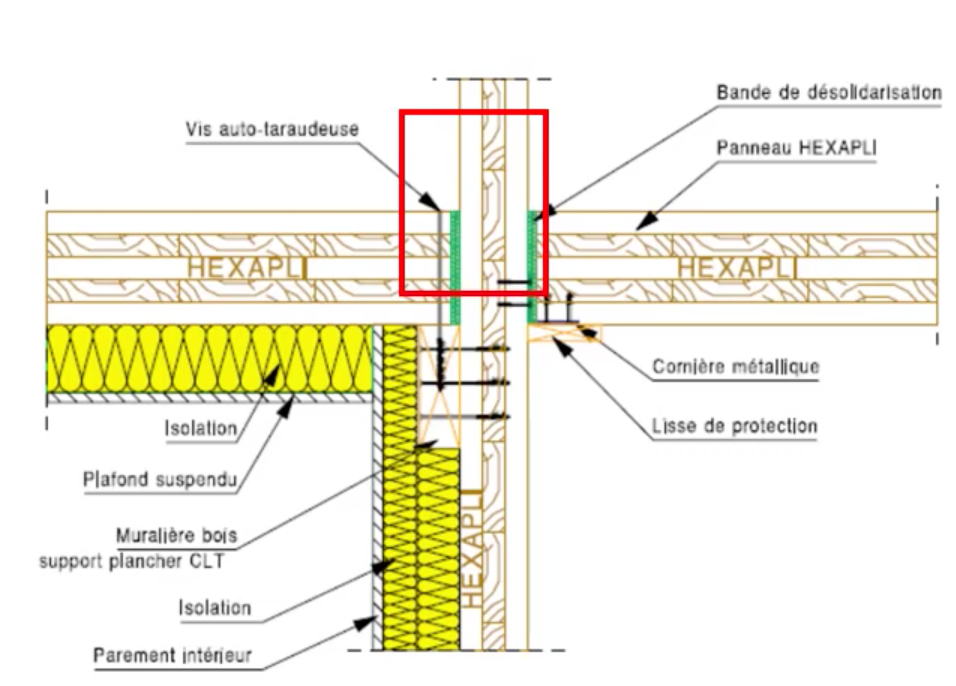 Bande de désolidarisation
Vis auto-taraudeuse
Panneau HEXAPLI
HEXAPLI
HEXAPLI
Cornière métallique
Isolation
Lisse de protection
Plafond suspendu
Muralière bois
support plancher CLT
HEXAPLI
Isolation
Parement intérieur